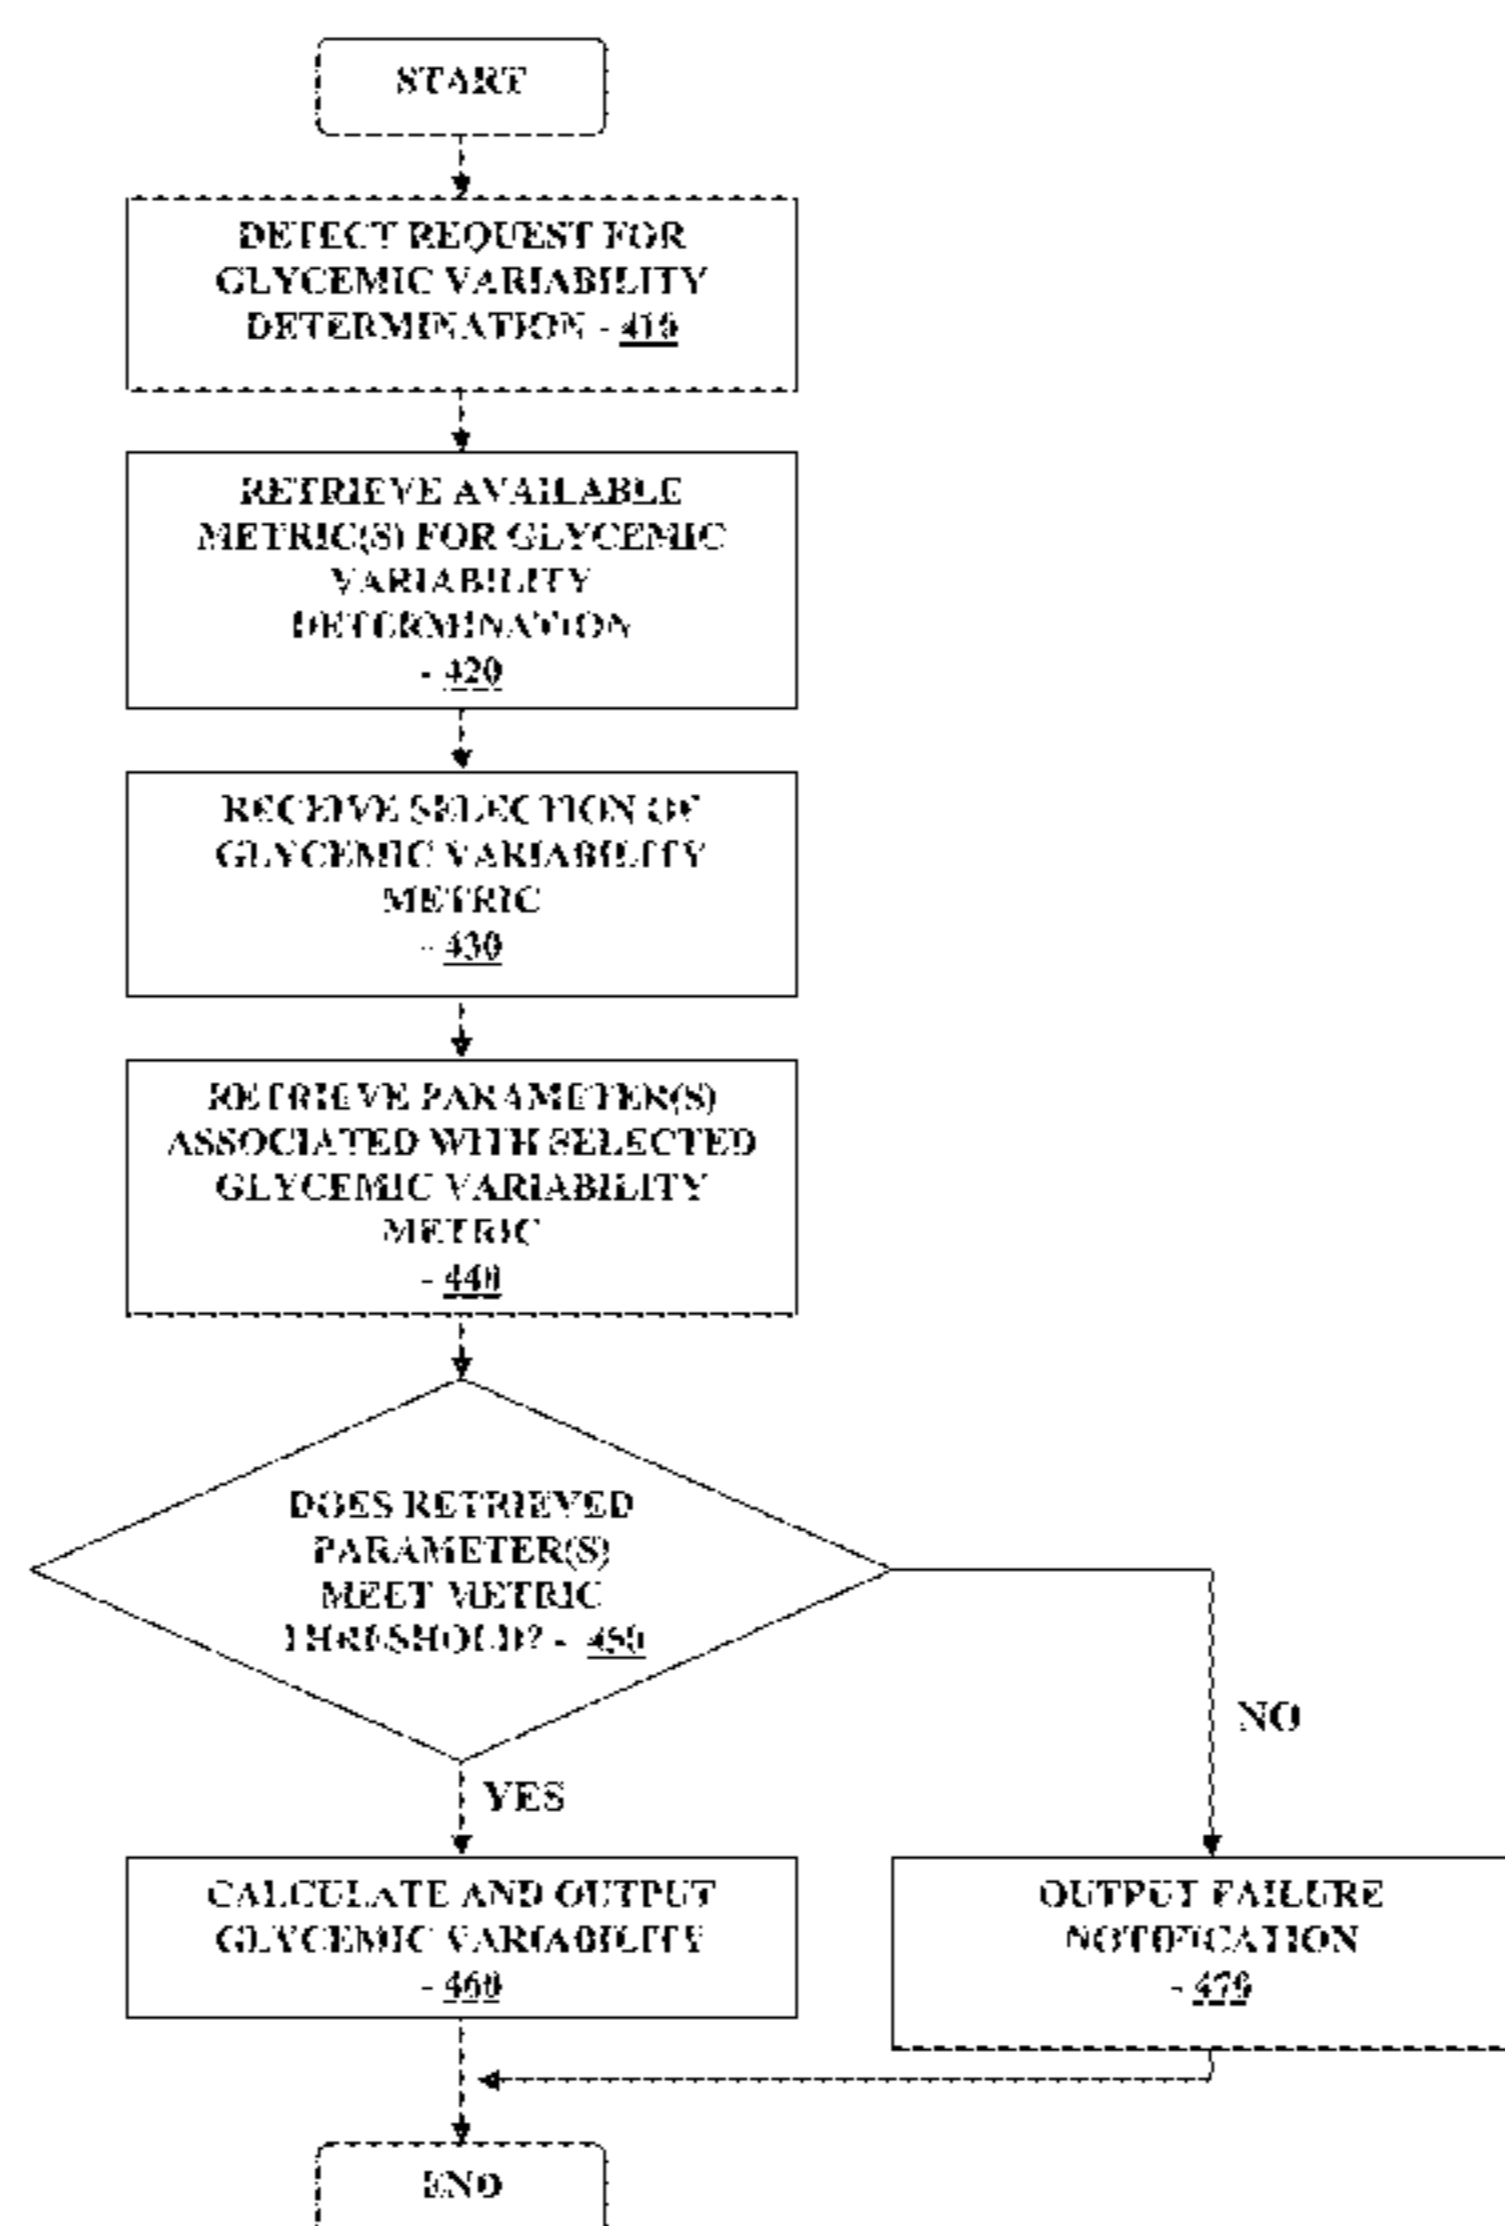 START
DETECT REQUEST FOR
GLYCEMIC VARIABILITY
DETERMINATION - 410
RETRIEVE AVAILABLE
METRIC(S) FOR GLYCEMIC
VARIABILITY
DETERMINATION
- 420
RECEIVE SELECTION OF
GLYCEMIC VARIABILITY
METRIC
- 430
RETRIEVE PARAMETER(S)
ASSOCIATED WITH SELECTED
GLYCEMIC VARIABILITY
METRIC
- 440
DOES RETRIEVED
PARAMETER(S)
MEET METRIC
THRESHOLD? - 450
NO
YES
CALCULATE AND OUTPUT
GLYCEMIC VARIABILITY
- 460
OUTPUT FAILURE
NOTIFICATION
- 470
END